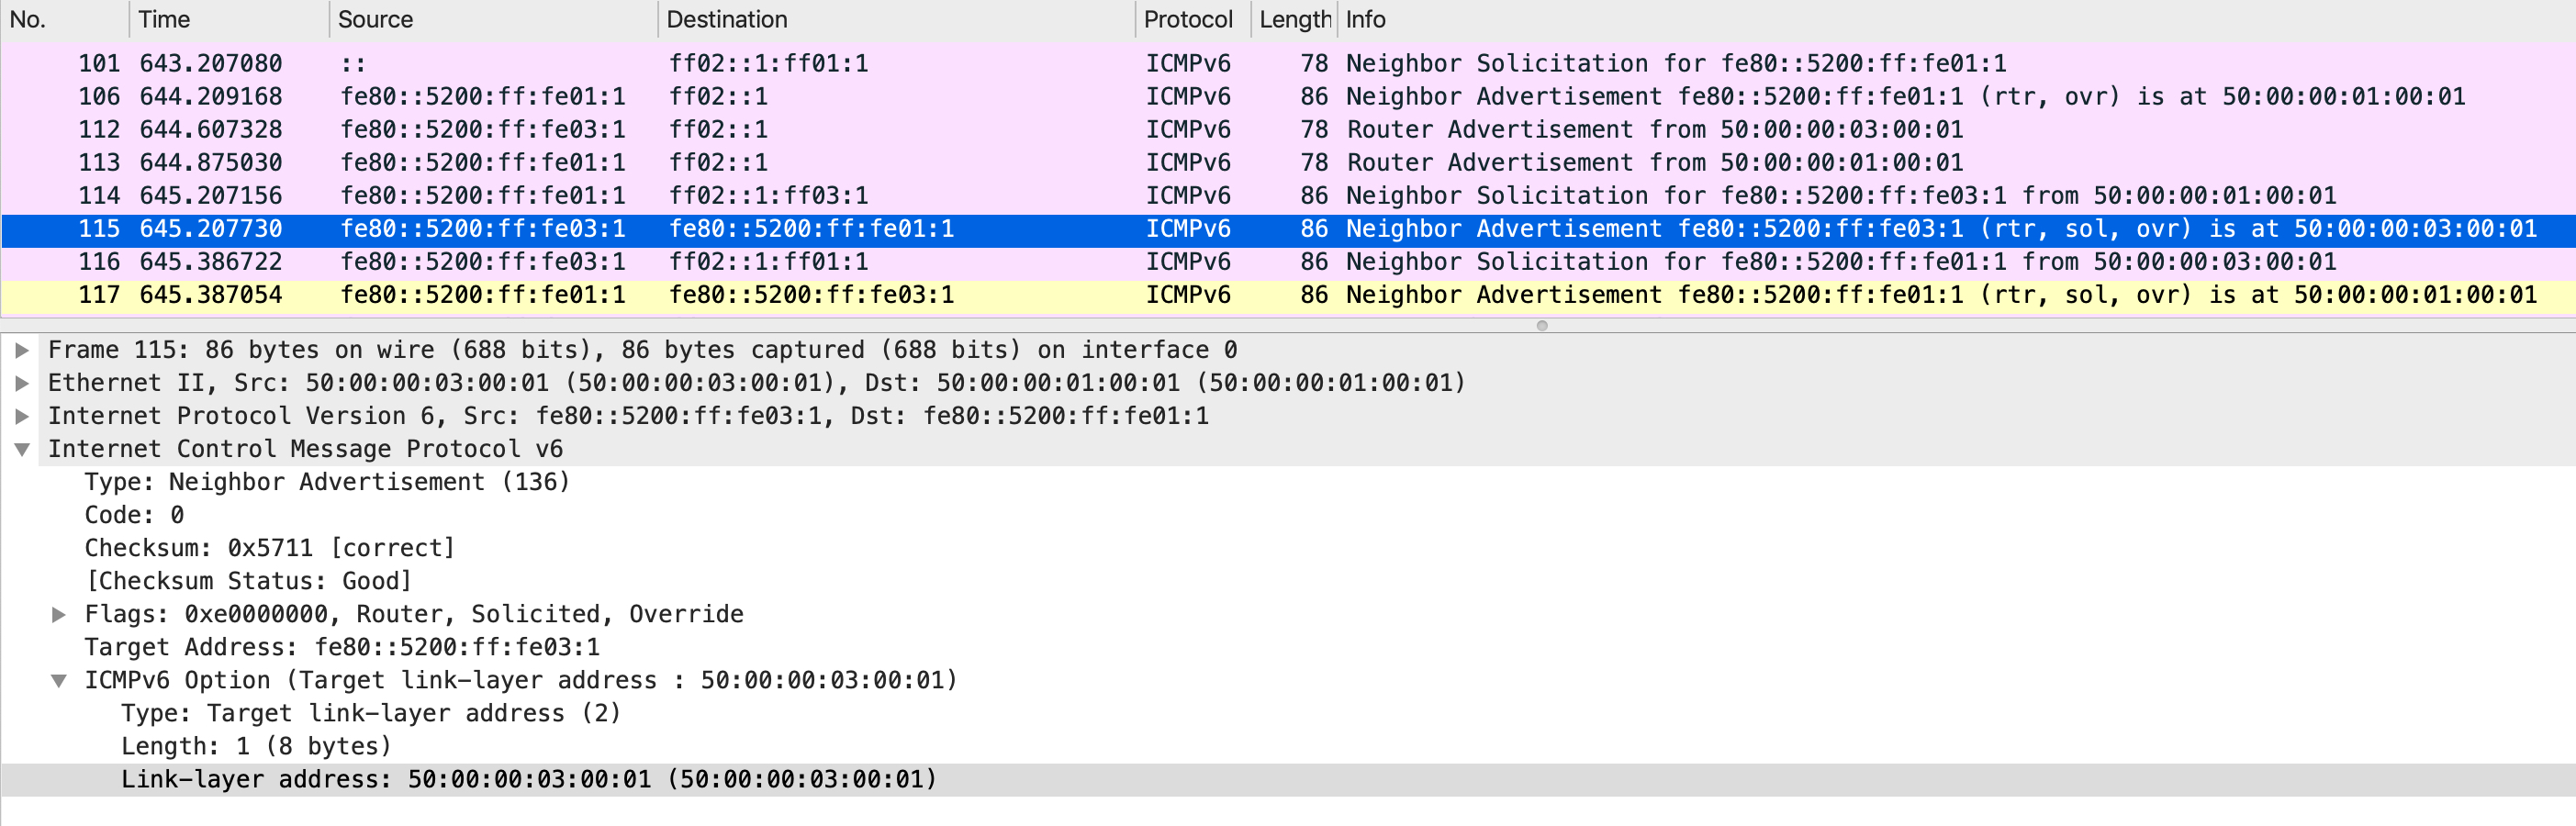 No. Time Source Destination Protocol Length Info
101 643.207080 :: ff02::1:ff01:1 ICMPv6 78 Neighbor Solicitation for fe80::5200:ff:fe01:1
106 644.209168 fe80::5200:ff:fe01:1 ff02::1 ICMPv6 86 Neighbor Advertisement fe80::5200:ff:fe01:1 (rtr, ovr) is at 50:00:00:01:00:01
112 644.607328 fe80::5200:ff:fe03:1 ff02::1 ICMPv6 78 Router Advertisement from 50:00:00:03:00:01
113 644.875030 fe80::5200:ff:fe01:1 ff02::1 ICMPv6 78 Router Advertisement from 50:00:00:01:00:01
114 645.207156 fe80::5200:ff:fe01:1 ff02::1:ff03:1 ICMPv6 86 Neighbor Solicitation for fe80::5200:ff:fe03:1 from 50:00:00:01:00:01
115 645.207730 fe80::5200:ff:fe03:1 fe80::5200:ff:fe01:1 ICMPv6 86 Neighbor Advertisement fe80::5200:ff:fe03:1 (rtr, sol, ovr) is at 50:00:00:03:00:01
116 645.386722 fe80::5200:ff:fe03:1 ff02::1:ff01:1 ICMPv6 86 Neighbor Solicitation for fe80::5200:ff:fe01:1 from 50:00:00:03:00:01
117 645.387054 fe80::5200:ff:fe01:1 fe80::5200:ff:fe03:1 ICMPv6 86 Neighbor Advertisement fe80::5200:ff:fe01:1 (rtr, sol, ovr) is at 50:00:00:01:00:01
Frame 115: 86 bytes on wire (688 bits), 86 bytes captured (688 bits) on interface 0
Ethernet II, Src: 50:00:00:03:00:01 (50:00:00:03:00:01), Dst: 50:00:00:01:00:01 (50:00:00:01:00:01)
Internet Protocol Version 6, Src: fe80::5200:ff:fe03:1, Dst: fe80::5200:ff:fe01:1
Internet Control Message Protocol v6
Type: Neighbor Advertisement (136)
Code: 0
Checksum: 0x5711 [correct]
[Checksum Status: Good]
Flags: 0xe0000000, Router, Solicited, Override
Target Address: fe80::5200:ff:fe03:1
ICMPv6 Option (Target link-layer address : 50:00:00:03:00:01)
Type: Target link-layer address (2)
Length: 1 (8 bytes)
Link-layer address: 50:00:00:03:00:01 (50:00:00:03:00:01)